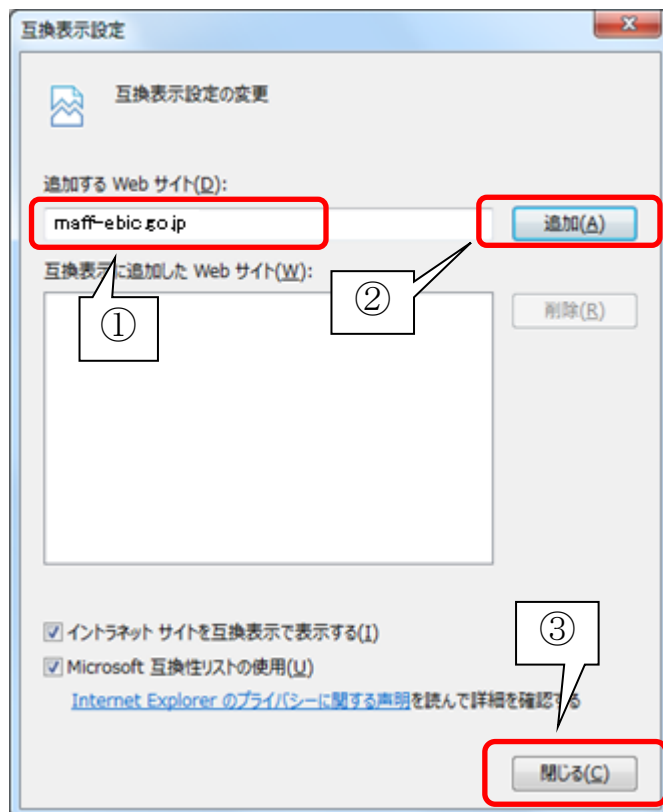 互換表示設定
互換表示設定の変更
追加する Web サイト(D):
maff-ebic.go.jp
追加(A)
互換表示に追加した Web サイト(W):
①
②
削除(R)
イントラネット サイトを互換表示で表示する(I)
Microsoft 互換性リストの使用(U)
Internet Explorer のプライバシーに関する声明を読んで詳細を確認する
③
閉じる(C)